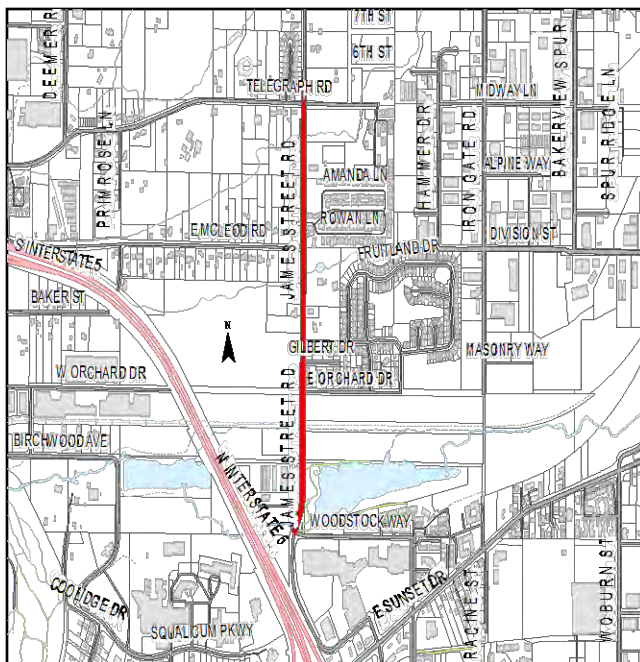 7TH ST
DEEMER R
6TH ST
BAKERVIEW SPUR
TELEGRAPH RD
MIDWAY LN
PRIMROSE LN
HAMMER DR
IRON GATE RD
SPUR RIDGE LN
ALPINE WAY
AMANDA LN
ROWAN LN
E MCLEOD RD
JAMES STREET RD
DIVISION ST
FRUITLAND DR
S INTERSTATE 5
BAKER ST
N
GILBERT DR
MASONRY WAY
W ORCHARD DR
E ORCHARD DR
JAMES STREET RD
BIRCHWOOD AVE
N INTERSTATE 5
WOODSTOCK WAY
E SUNSET DR
COOLIDGE DR
RACINE ST
WOBURN ST
SQUALICUM PKWY